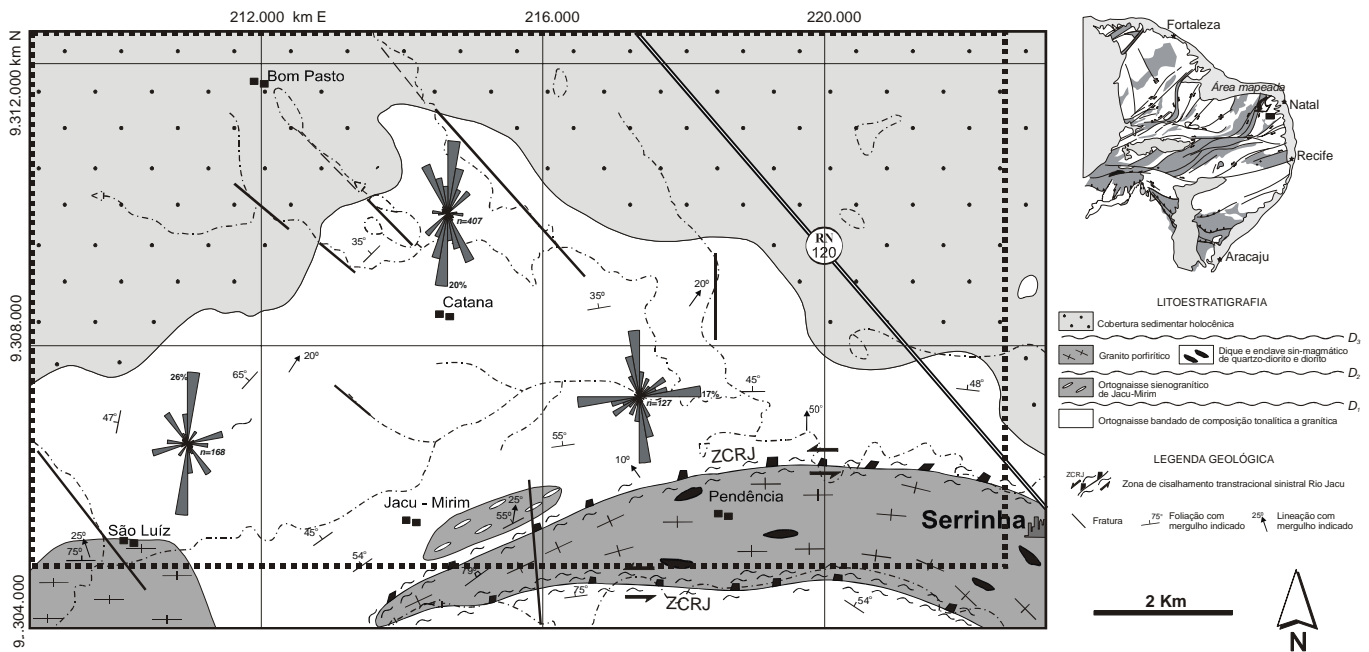 212.000 km E
216.000
220.000
9.312.000 km N
9.308.000
9...304.000
Bom Pasto
n=407
20%
35°
Catana
RN
120
35°
20°
20°
65°
26%
47°
n=168
17%
n=127
45°
48°
50°
55°
10°
ZCRJ
Jacu - Mirim
25°
55°
Pendência
Serrinha
São Luíz
25°
75°
45°
54°
75°
75°
ZCRJ
54°
Fortaleza
Área mapeada
Natal
Recife
Aracaju
LITOESTRATIGRAFIA
Cobertura sedimentar holocênica
D3
Granito porfirítico
Dique e enclave sin-magmático
de quartzo-diorito e diorito
D2
Ortognaisse sienogranítico
de Jacu-Mirim
D1
Ortognaisse bandado de composição tonalítica a granítica
LEGENDA GEOLÓGICA
ZCRJ
Zona de cisalhamento transtracional sinistral Rio Jacu
Fratura
75°
Foliação com
mergulho indicado
25°
Lineação com
mergulho indicado
2 Km
N